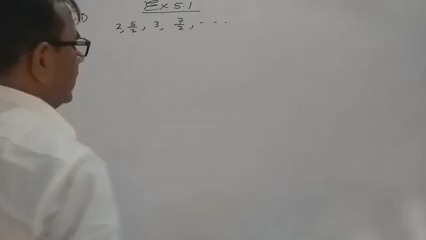 Ex 5.1
2, 5/2, 3, 7/2, - - -